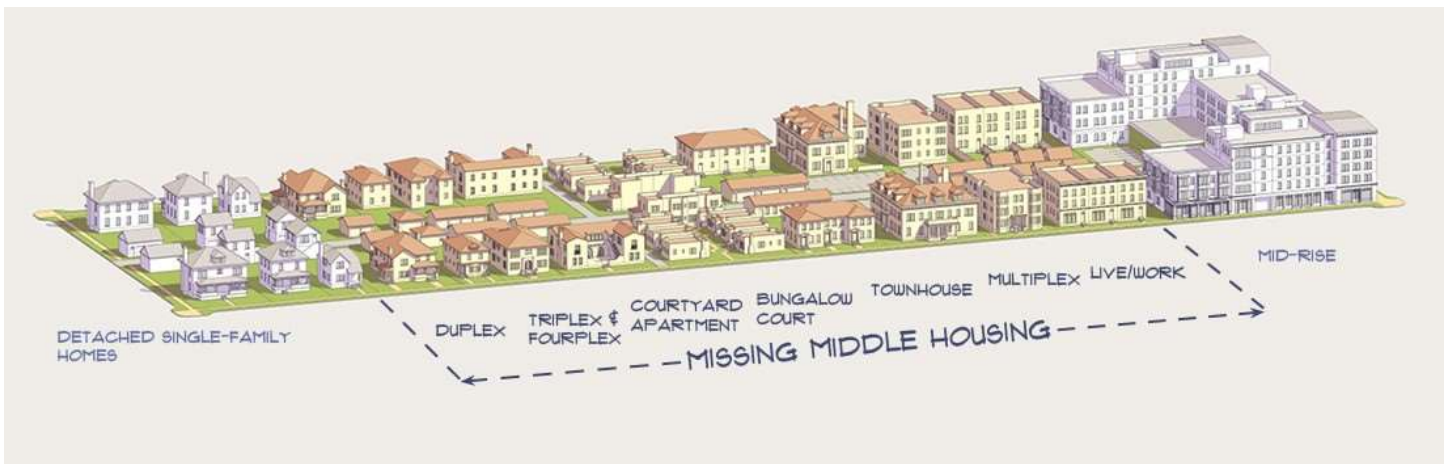 DETACHED SINGLE-FAMILY
HOMES
DUPLEX
TRIPLEX &
FOURPLEX
COURTYARD
APARTMENT
BUNGALOW
COURT
TOWNHOUSE
MULTIPLEX
LIVE/WORK
MID-RISE
MISSING MIDDLE HOUSING